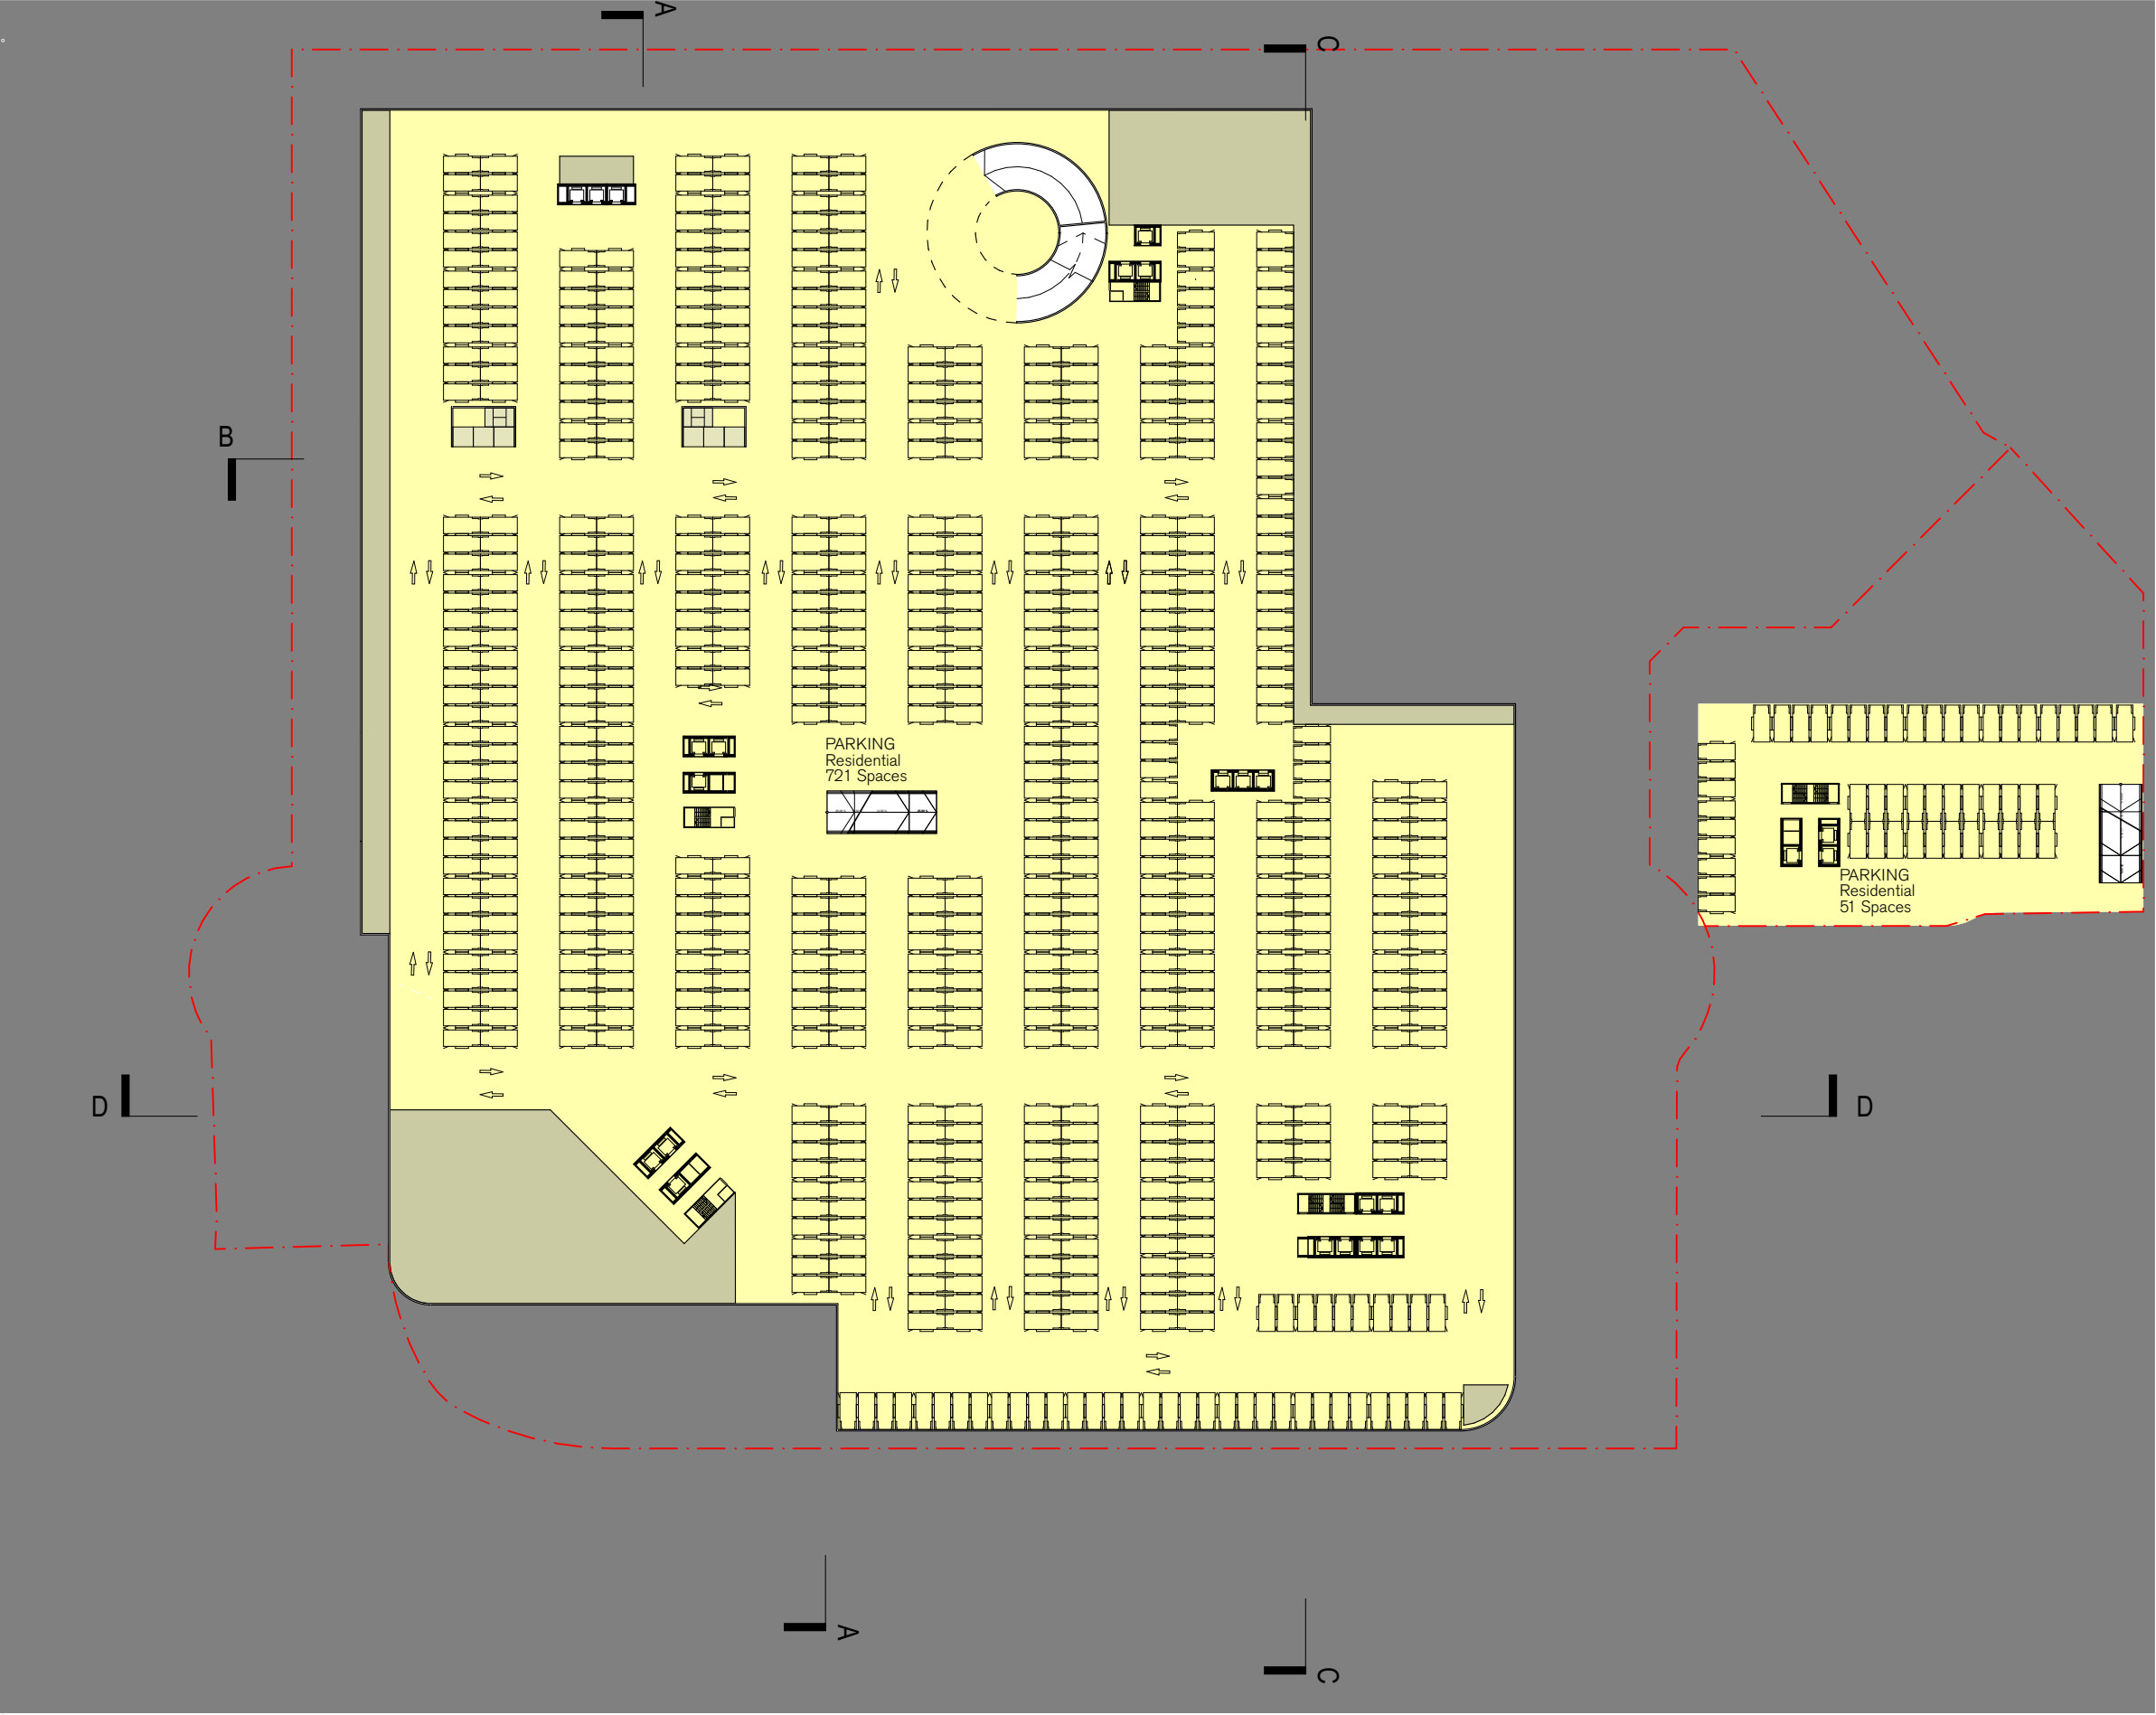 A
C
B
PARKING
Residential
721 Spaces
PARKING
Residential
51 Spaces
D
D
A
C